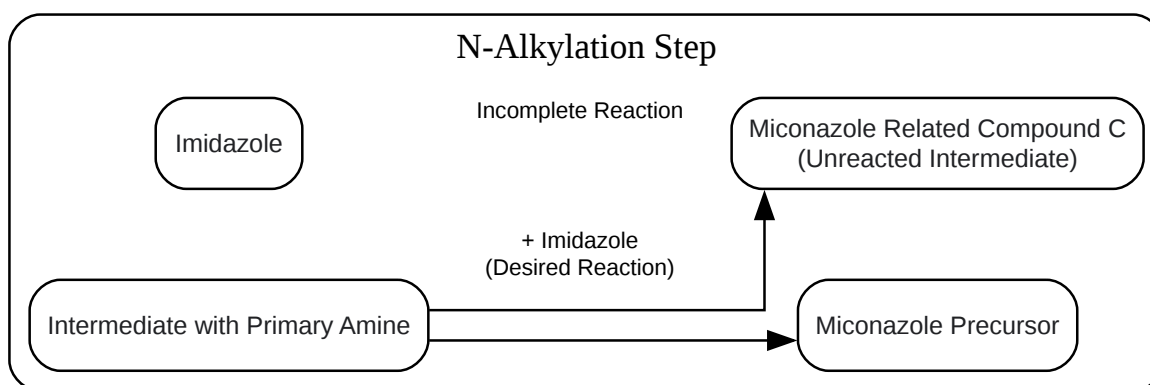 N-Alkylation Step
Imidazole
Incomplete Reaction
Miconazole Related Compound C
(Unreacted Intermediate)
+ Imidazole
(Desired Reaction)
Intermediate with Primary Amine
Miconazole Precursor